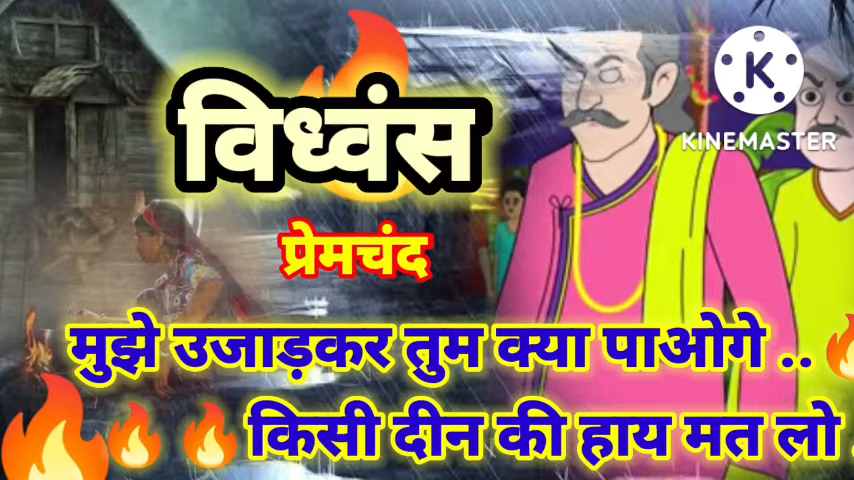 विध्वंस
K
KINEMASTER
प्रेमचंद
मुझे उजाड़कर तुम क्या पाओगे ..
किसी दीन की हाय मत लो